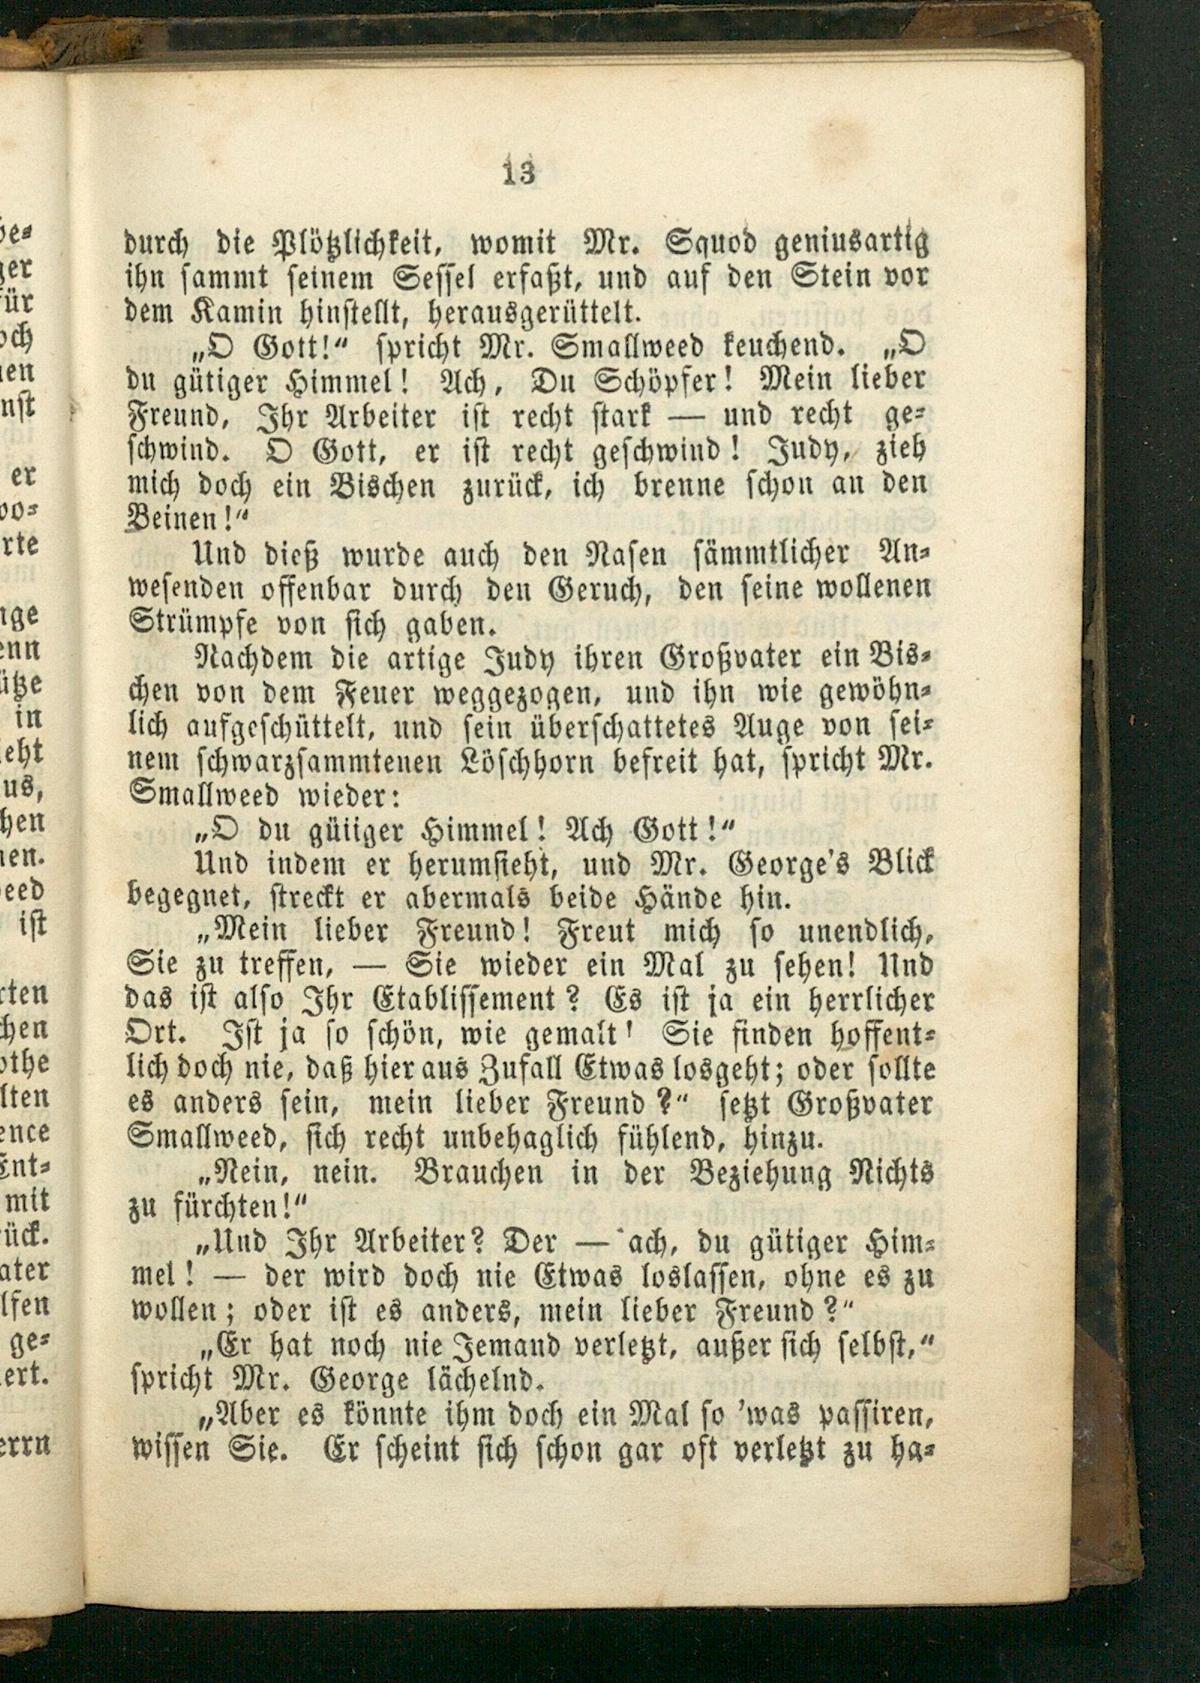 13
durch die Plötzlichkeit, womit Mr. Squod geniusartig
ihn sammt seinem Sessel erfaßt, und auf den Stein vor
dem Kamin hinstellt, herausgerüttelt.
„O Gott!“ spricht Mr. Smallweed keuchend. „O
du gütiger Himmel! Ach, Du Schöpfer! Mein lieber
Freund, Ihr Arbeiter ist recht stark — und recht ge-
schwind. O Gott, er ist recht geschwind! Judy, zieh
mich doch ein Bischen zurück, ich brenne schon an den
Beinen!“
Und dieß wurde auch den Nasen sämmtlicher An-
wesenden offenbar durch den Geruch, den seine wollenen
Strümpfe von sich gaben.
Nachdem die artige Judy ihren Großvater ein Bis-
chen von dem Feuer weggezogen, und ihn wie gewöhn-
lich aufgeschüttelt, und sein überschattetes Auge von sei-
nem schwarzsammtenen Löschhorn befreit hat, spricht Mr.
Smallweed wieder:
„O du güiiger Himmel! Ach Gott!“
Und indem er herumsieht, und Mr. George's Blick
begegnet, streckt er abermals beide Hände hin.
„Mein lieber Freund! Freut mich so unendlich,
Sie zu treffen, — Sie wieder ein Mal zu sehen! Und
das ist also Ihr Etablissement? Es ist ja ein herrlicher
Ort. Ist ja so schön, wie gemalt! Sie finden hoffent-
lich doch nie, daß hier aus Zufall Etwas losgeht; oder sollte
es anders sein, mein lieber Freund?“ setzt Großvater
Smallweed, sich recht unbehaglich fühlend, hinzu.
„Nein, nein. Brauchen in der Beziehung Nichts
zu fürchten!“
„Und Ihr Arbeiter? Der — ach, du gütiger Him-
mel! — der wird doch nie Etwas loslassen, ohne es zu
wollen; oder ist es anders, mein lieber Freund?“
„Er hat noch nie Jemand verletzt, außer sich selbst,“
spricht Mr. George lächelnd.
„Aber es könnte ihm doch ein Mal so 'was passiren,
wissen Sie. Er scheint sich schon gar oft verletzt zu ha-